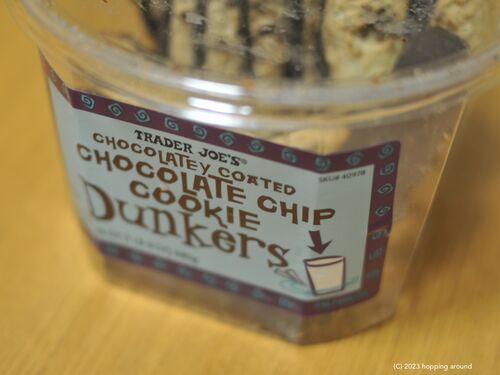 TRADER JOE'S®
CHOCOLATEY COATED
CHOCOLATE CHIP
COOKIE
Dunkers
(C) 2023 hopping around